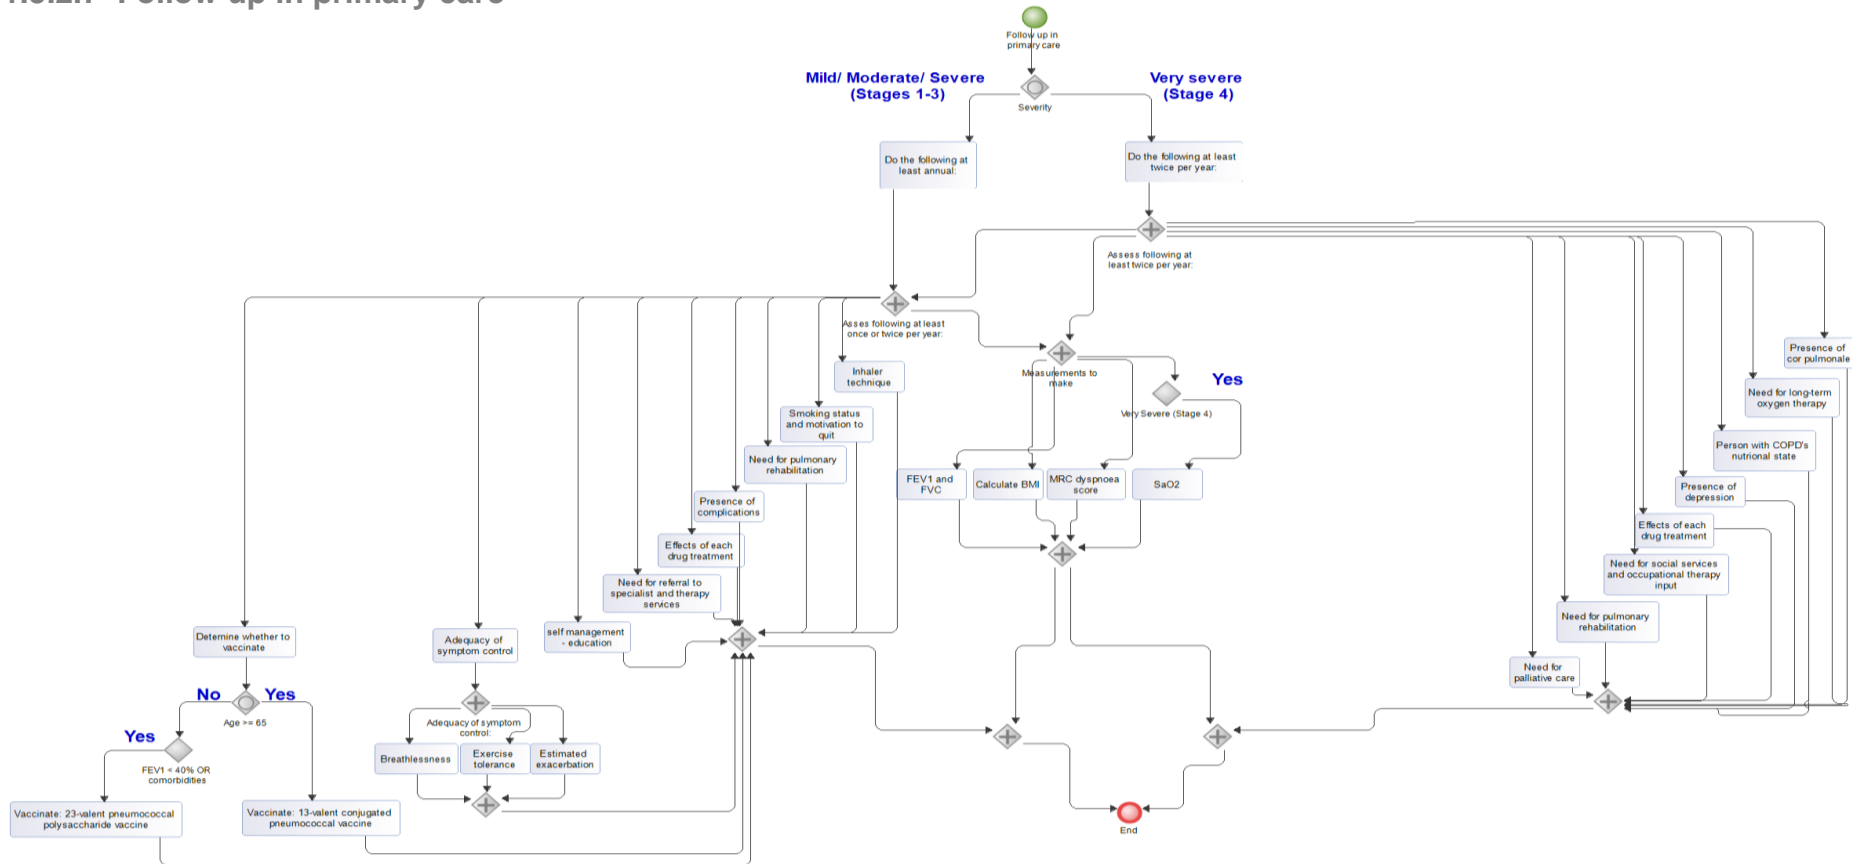 Follow up in primary care
Follow up in
primary care
Mild/ Moderate/ Severe
(Stages 1-3)
Very severe
(Stage 4)
Severity
Do the following at
least annual:
Do the following at least
twice per year:
Assess following at
least twice per year:
Asses following at least
once or twice per year:
Measurements to
make
Presence of
cor pulmonale
Inhaler
technique
Yes
Very Severe (Stage 4)
Need for long-term
oxygen therapy
Smoking status
and motivation to
quit
Person with COPD's
nutrional state
Need for pulmonary
rehabilitation
FEV1 and
FVC
Calculate BMI
MRC dyspnoea
score
SaO2
Presence of
depression
Presence of
complications
Effects of each
drug treatment
Effects of each
drug treatment
Need for social services
and occupational therapy
input
Need for referral to
specialist and therapy
services
Need for pulmonary
rehabilitation
self management
- education
Determine whether to
vaccinate
Adequacy of
symptom control
Need for
palliative care
No
Yes
Age >= 65
Adequacy of symptom
control:
Yes
FEV1 < 40% OR
comorbidities
Breathlessness
Exercise
tolerance
Estimated
exacerbation
Vaccinate: 23-valent pneumococcal
polysaccharide vaccine
Vaccinate: 13-valent conjugated
pneumococcal vaccine
End